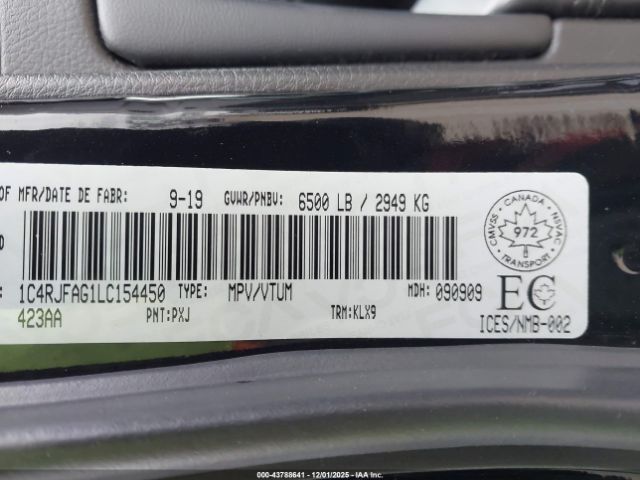 OF MFR/DATE DE FABR: 9-19 GVWR/PNBV: 6500 LB / 2949 KG
D
: 1C4RJFAG1LC154450 TYPE: MPV/VTUM MDH: 090909
423AA PNT:PXJ TRM:KLX9
CANADA
CMVSS NSVAC
972
TRANSPORT
EC
ICES/NMB-002
000-43788641 - 12/01/2025 - IAA Inc.